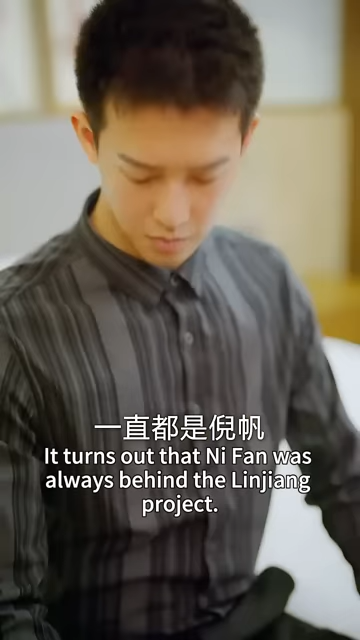 一直都是倪帆
It turns out that Ni Fan was
always behind the Linjiang
project.